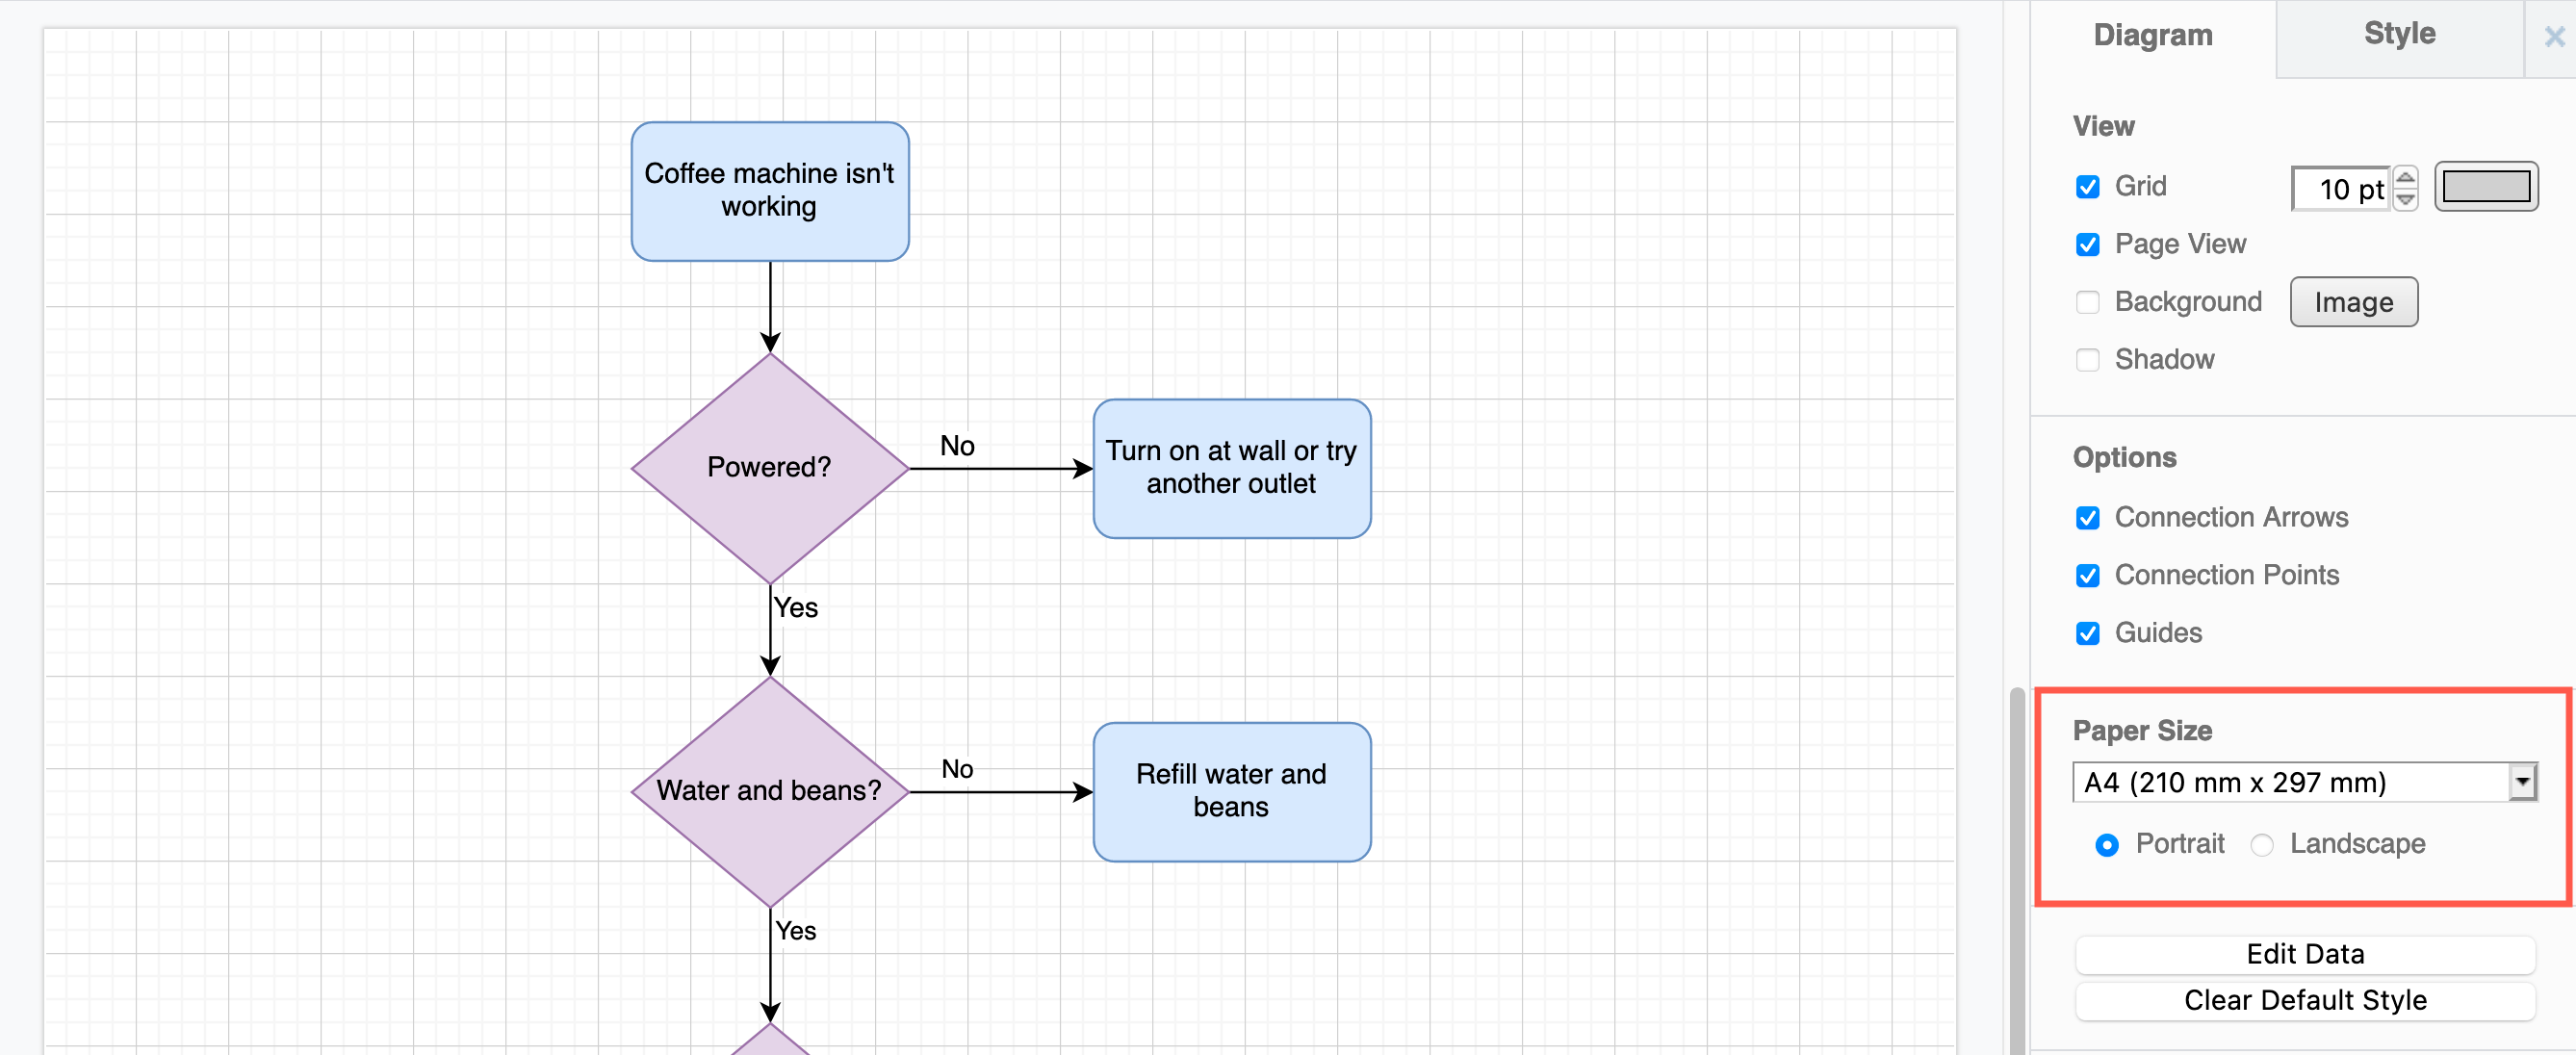 Coffee machine isn't
working
Powered?
No
Turn on at wall or try
another outlet
Yes
Water and beans?
No
Refill water and
beans
Yes
Diagram
Style
View
Grid
10 pt
Page View
Background
Image
Shadow
Options
Connection Arrows
Connection Points
Guides
Paper Size
A4 (210 mm x 297 mm)
Portrait
Landscape
Edit Data
Clear Default Style